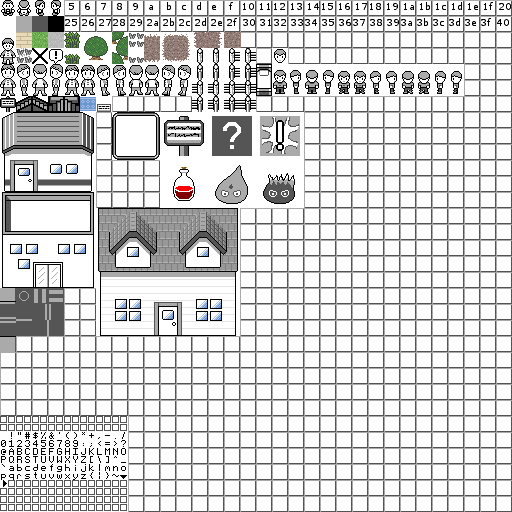 5 6 7 8 9 a b c d e f 10 11 12 13 14 15 16 17 18 19 1a 1b 1c 1d 1e 1f 20
25 26 27 28 29 2a 2b 2c 2d 2e 2f 30 31 32 33 34 35 36 37 38 39 3a 3b 3c 3d 3e 3f 40
!
? !
!"#$%&'()*+,-./
0123456789:;<=>?
@ABCDEFGHIJKLMNO
PQRSTUVWXYZ[\]^_
`abcdefghijklmno
pqrstuvwxyz{|}~